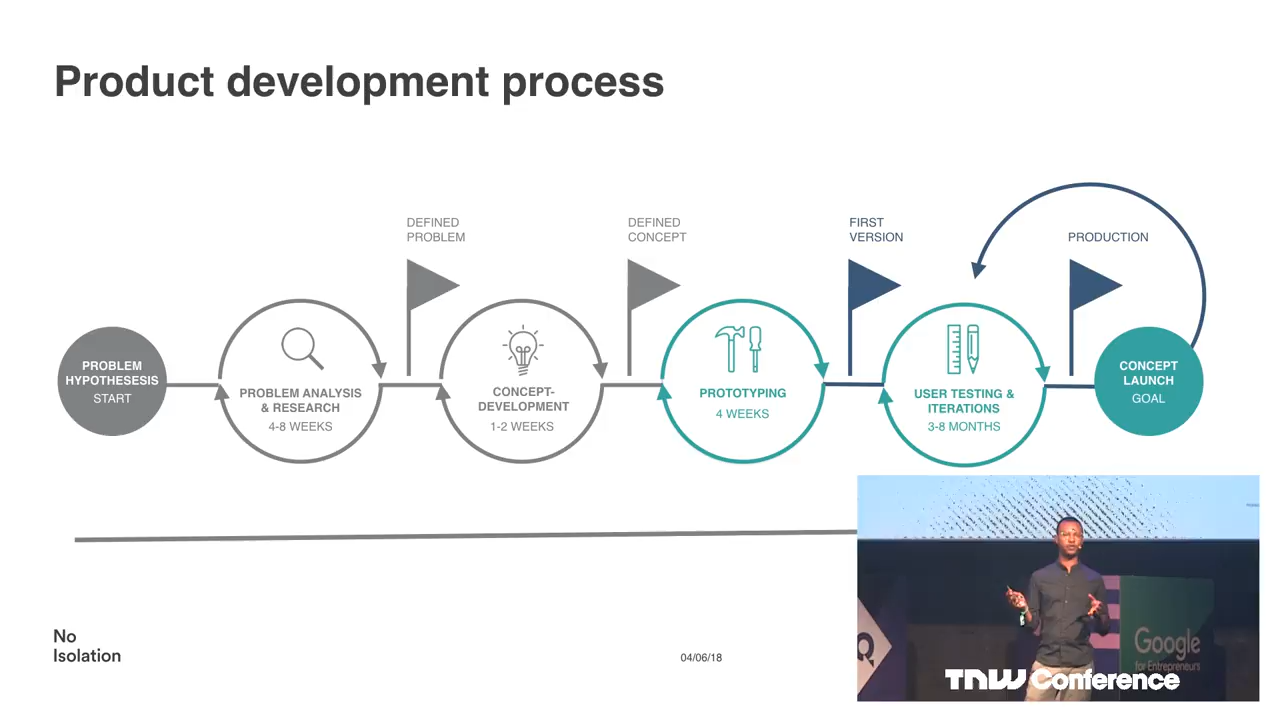 Product development process
DEFINED
PROBLEM
DEFINED
CONCEPT
FIRST
VERSION
PRODUCTION
PROBLEM
HYPOTHESESIS
START
PROBLEM ANALYSIS
& RESEARCH
4-8 WEEKS
CONCEPT-
DEVELOPMENT
1-2 WEEKS
PROTOTYPING
4 WEEKS
USER TESTING &
ITERATIONS
3-8 MONTHS
CONCEPT
LAUNCH
GOAL
No
Isolation
04/06/18
Google
for Entrepreneurs
TNW Conference